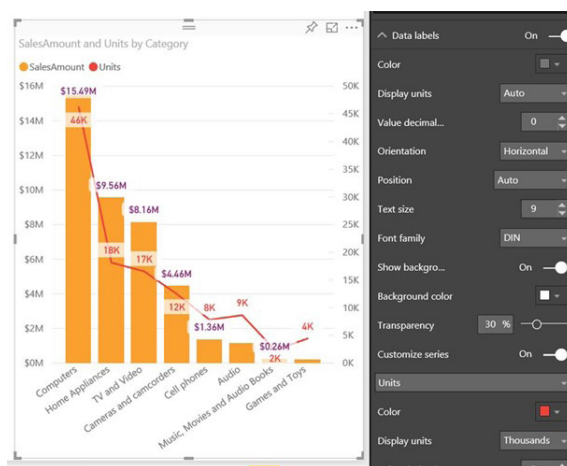 SalesAmount and Units by Category
SalesAmount Units
$16M
$14M
$12M
$10M
$8M
$6M
$4M
$2M
$0M
$15.49M
$9.56M
$8.16M
$4.46M
$1.36M
$0.26M
46K
18K
17K
12K
8K
9K
2K
4K
50K
45K
40K
35K
30K
25K
20K
15K
10K
5K
0K
Computers
Home Appliances
TV and Video
Cameras and camcorders
Cell phones
Audio
Music, Movies and Audio Books
Games and Toys
Data labels On
Color
Display units Auto
Value decimal... 0
Orientation Horizontal
Position Auto
Text size 9
Font family DIN
Show backgro... On
Background color
Transparency 30 %
Customize series On
Units
Color
Display units Thousands